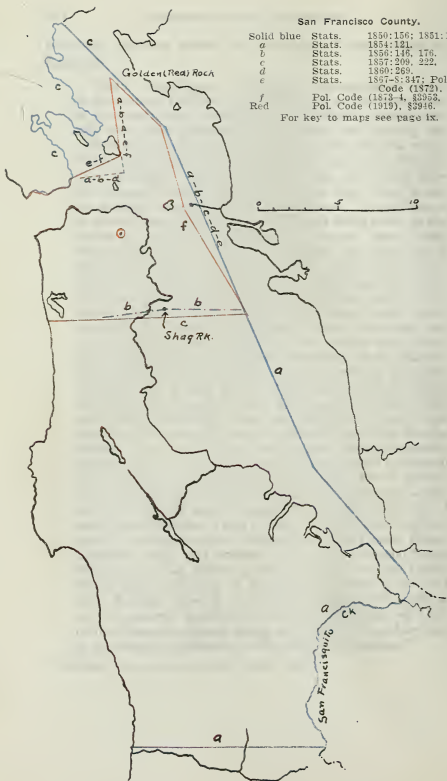 San Francisco County.
Solid blue Stats. 1850:156; 1851:
a Stats. 1854:121.
b Stats. 1856:146, 176.
c Stats. 1857:209, 222,
d Stats. 1860:269.
e Stats. 1867-8:347; Pol.
Code (1872),
f Pol. Code (1873-4, §3953,
Red Pol. Code (1919), §3946.
For key to maps see page ix.
c
Golden (Red) Rock
c
a-b-d-e-f
c
e-f
a-b-d
a-b-c-d-e
0 5 10
f
b b
c
Shag Rk.
a
a
San Francisquito Ck
a